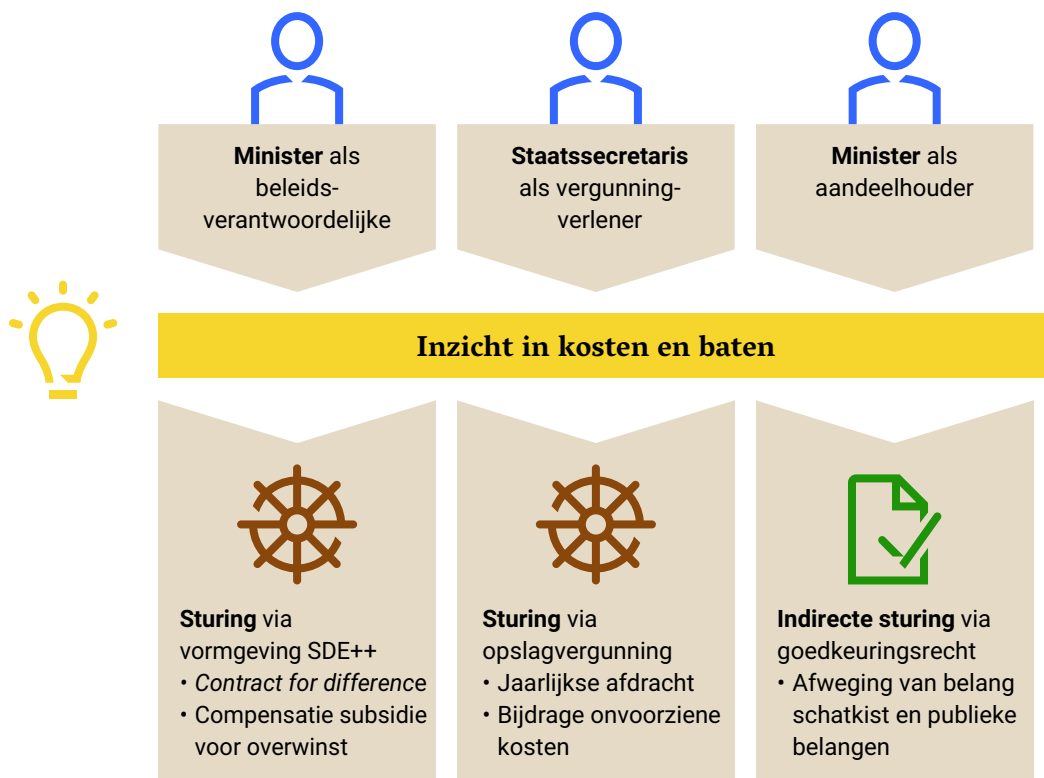 Minister als
beleids-
verantwoordelijke
Staatssecretaris
als vergunning-
verlener
Minister als
aandeelhouder
Inzicht in kosten en baten
Sturing via
vormgeving SDE++
• Contract for difference
• Compensatie subsidie
voor overwinst
Sturing via
opslagvergunning
• Jaarlijkse afdracht
• Bijdrage onvoorziene
kosten
Indirecte sturing via
goedkeuringsrecht
• Afweging van belang
schatkist en publieke
belangen